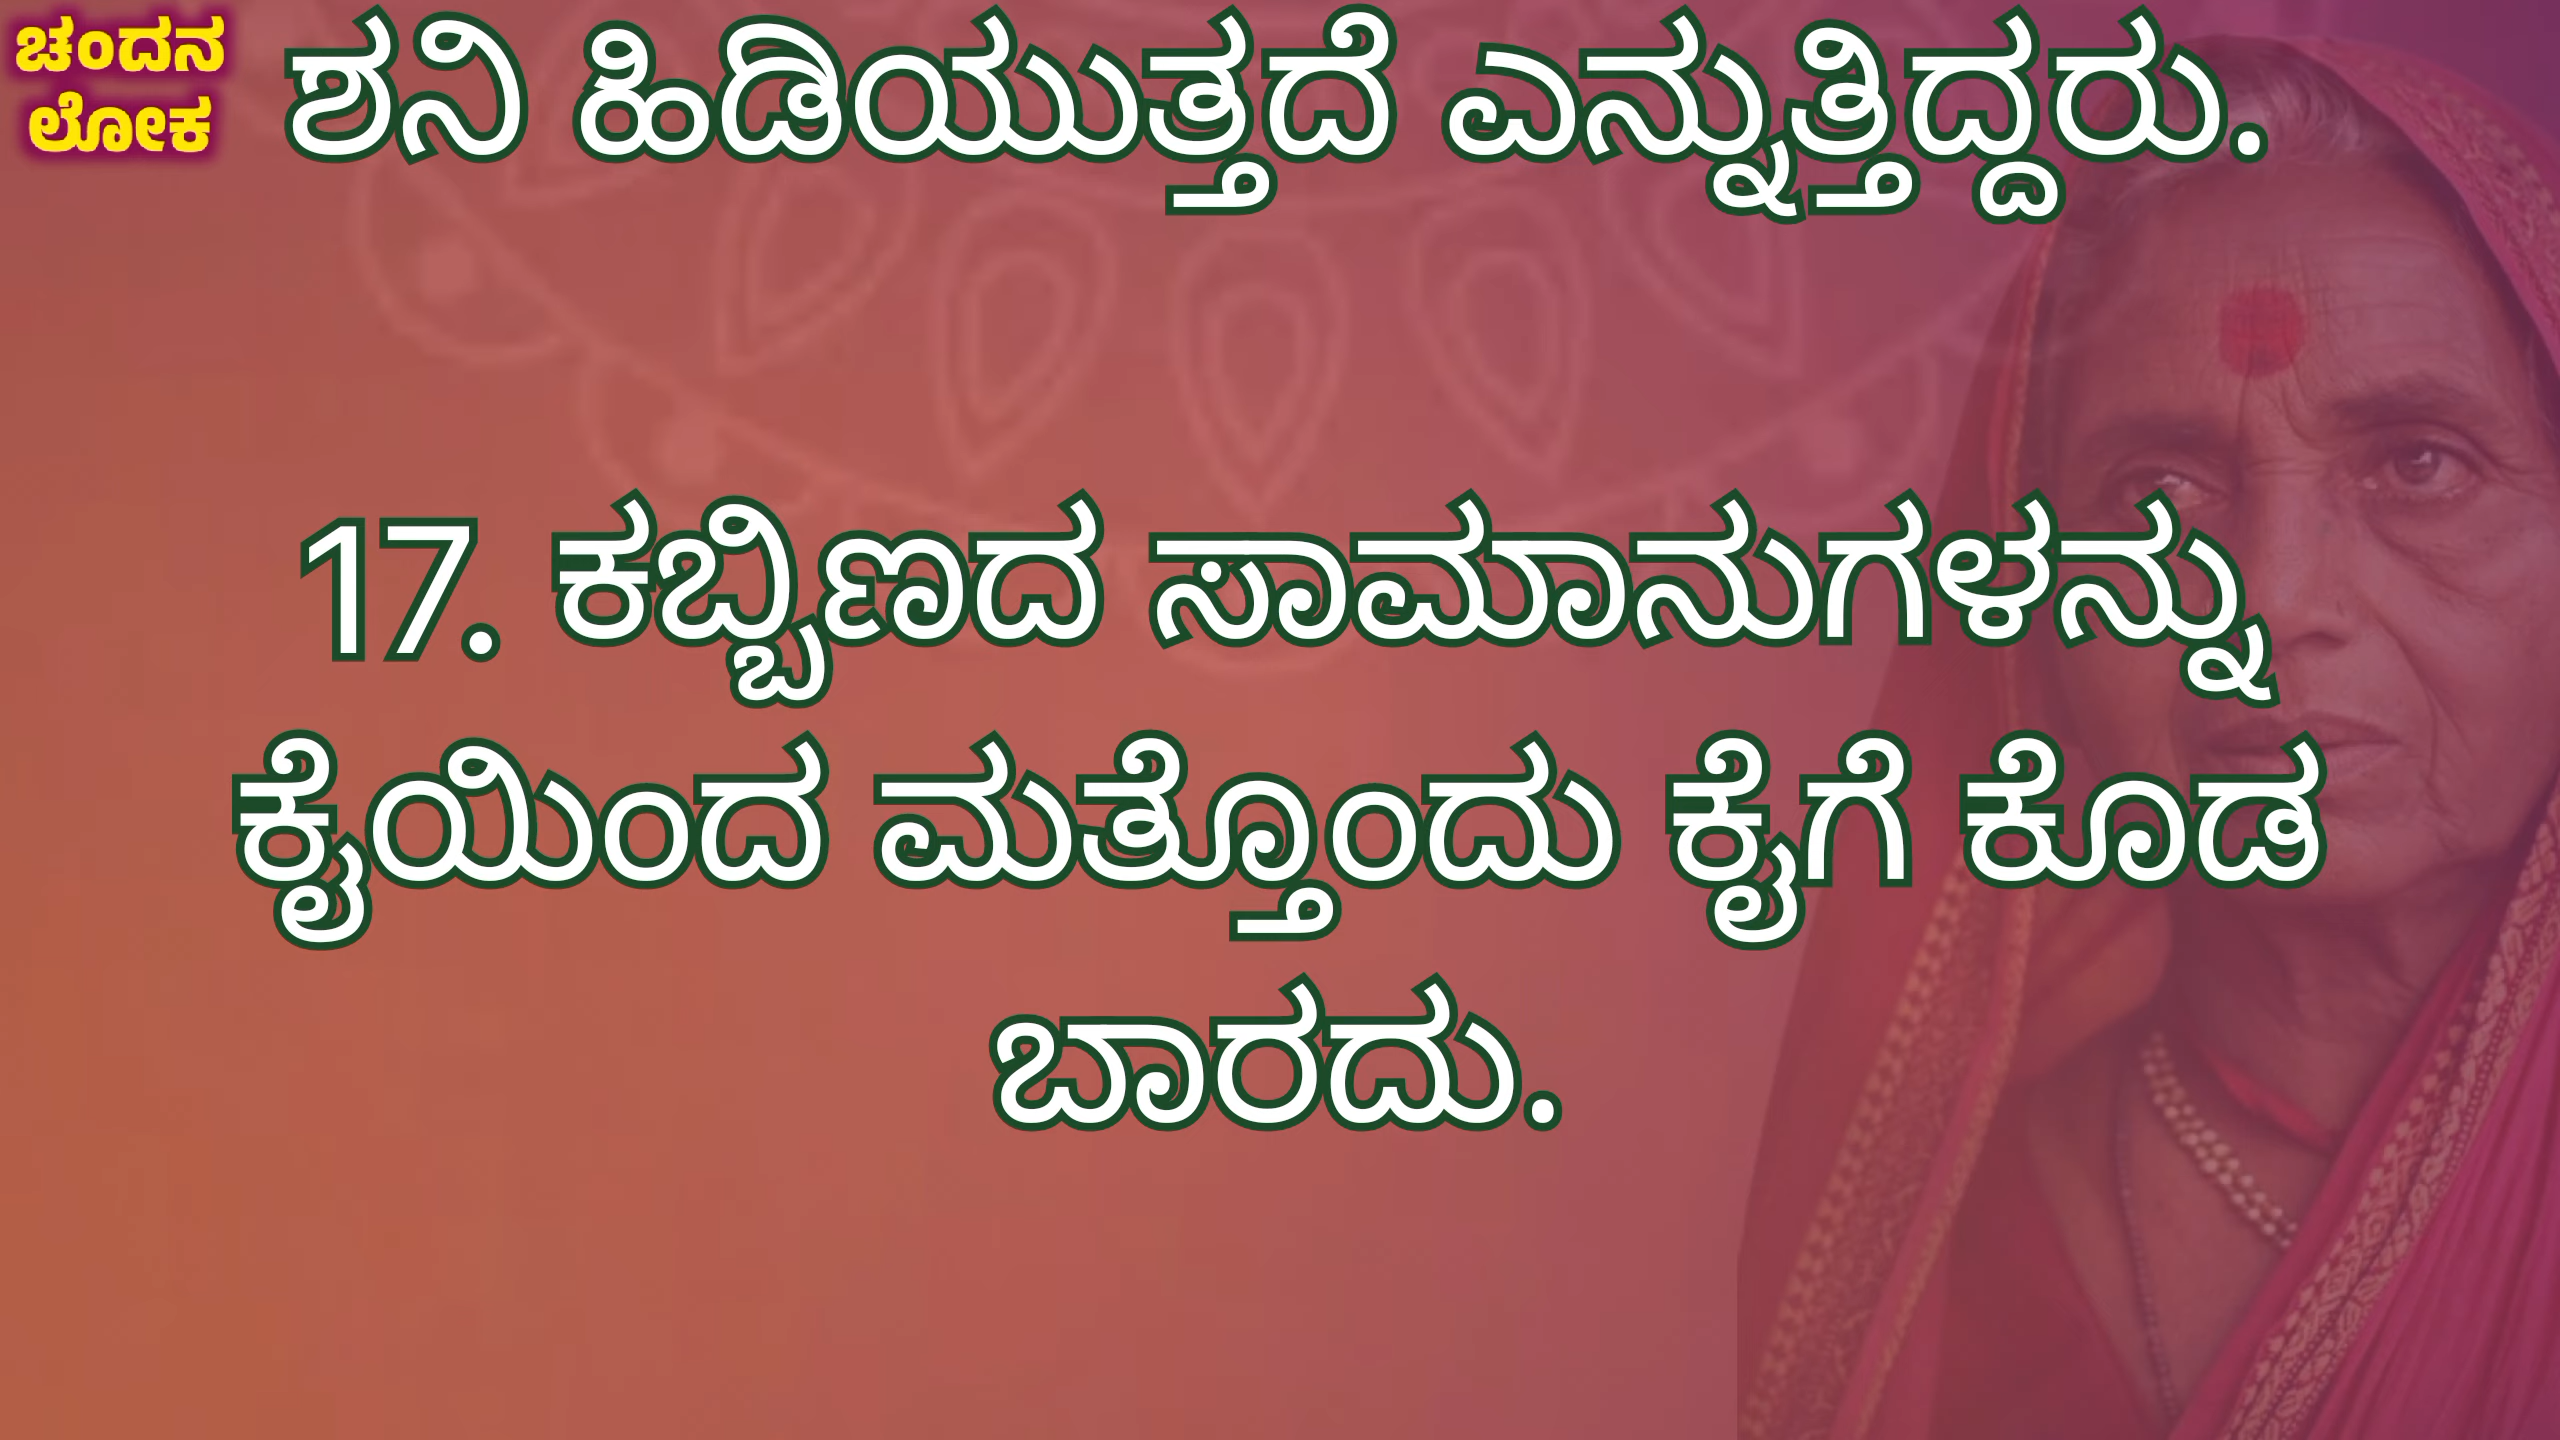 ಚಂದನ
ಲೋಕ
ಶನಿ ಹಿಡಿಯುತ್ತದೆ ಎನ್ನುತ್ತಿದ್ದರು.
17. ಕಬ್ಬಿಣದ ಸಾಮಾನುಗಳನ್ನು
ಕೈಯಿಂದ ಮತ್ತೊಂದು ಕೈಗೆ ಕೊಡ
ಬಾರದು.